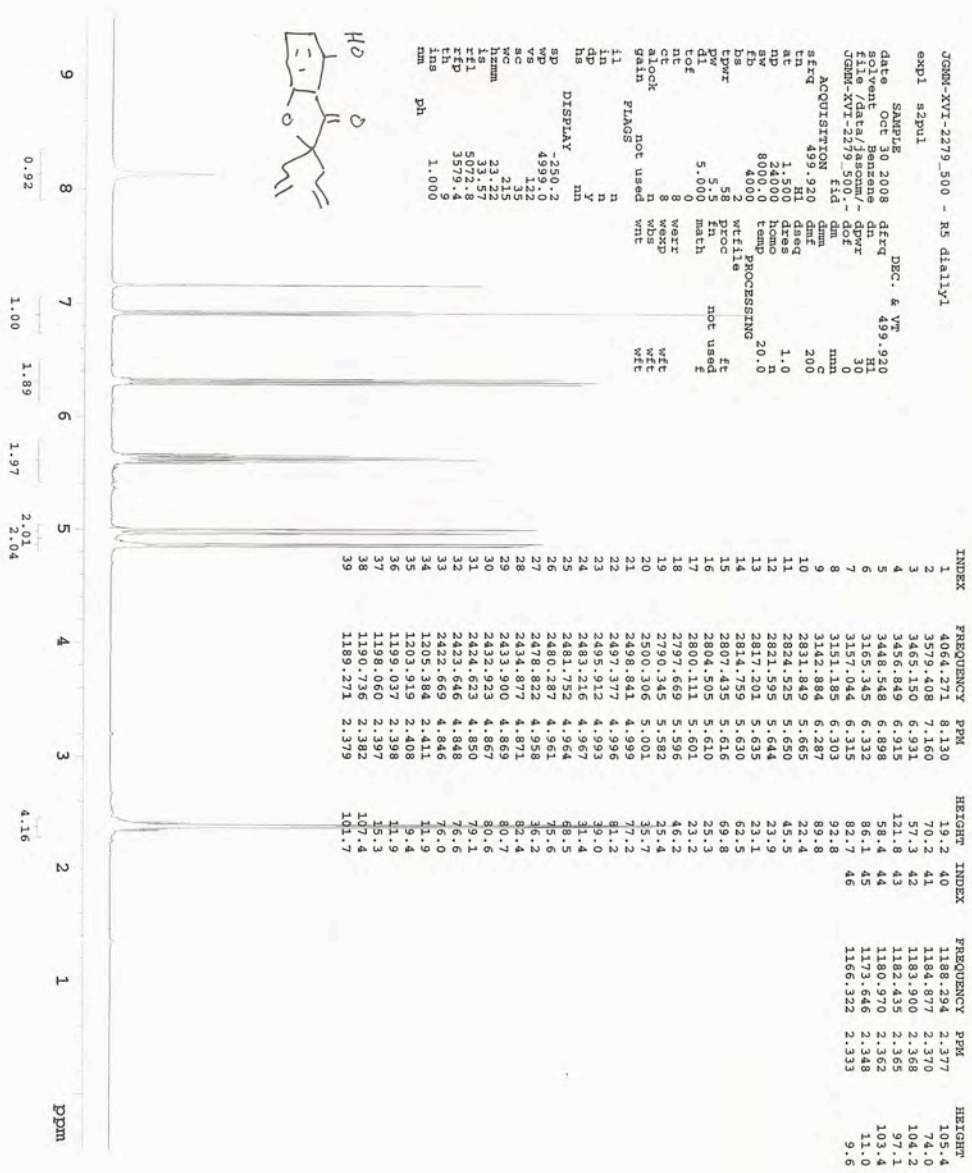 JGMM-XVI-2279_500 - R5 diallyl
exp1 s2pul
SAMPLE DEC. & VT
date Oct 30 2008 dfrq 499.920
solvent Benzene dn H1
file /data/jasonm/~ dpwr 30
JGMM-XVI-2279_500.~ dof 0
fid dm nnn
ACQUISITION dmm c
sfrq 499.920 dmf 200
tn H1 dseq
at 1.500 dres 1.0
np 24000 homo n
sw 8000.0 temp 20.0
fb 4000 PROCESSING
bs 2 wtfile
tpwr 58 proc ft
pw 5.5 fn not used
d1 5.000 math f
tof 0
nt 8 werr
ct 8 wexp wft
alock n wbs wft
gain not used wnt wft
FLAGS
il n
in n
dp y
hs nn
DISPLAY
sp -250.2
wp 4999.0
vs 122
sc 35
wc 215
hzmm 23.22
is 33.57
rfl 5072.8
rfp 3579.4
th 9
ins 1.000
nm ph
HO O
O
INDEX FREQUENCY PPM HEIGHT INDEX FREQUENCY PPM HEIGHT
1 4064.271 8.130 19.2 40 1188.294 2.377 105.4
2 3579.408 7.160 70.2 41 1184.877 2.370 74.0
3 3465.150 6.931 57.3 42 1183.900 2.368 104.2
4 3456.849 6.915 121.8 43 1182.435 2.365 97.1
5 3448.548 6.898 58.4 44 1180.970 2.362 103.4
6 3165.345 6.332 86.1 45 1173.646 2.348 11.0
7 3157.044 6.315 82.7 46 1166.322 2.333 9.6
8 3151.185 6.303 92.8
9 3142.884 6.287 89.8
10 2831.849 5.665 22.4
11 2824.525 5.650 45.5
12 2821.595 5.644 23.9
13 2817.201 5.635 23.1
14 2814.759 5.630 62.5
15 2807.435 5.616 69.8
16 2804.505 5.610 25.3
17 2800.111 5.601 23.2
18 2797.669 5.596 46.2
19 2790.345 5.582 25.4
20 2500.306 5.001 35.7
21 2498.841 4.999 77.2
22 2497.377 4.996 81.2
23 2495.912 4.993 39.0
24 2483.216 4.967 31.4
25 2481.752 4.964 68.5
26 2480.287 4.961 75.6
27 2478.822 4.958 36.2
28 2434.877 4.871 82.4
29 2433.900 4.869 80.7
30 2432.923 4.867 80.6
31 2424.623 4.850 79.1
32 2423.646 4.848 76.6
33 2422.669 4.846 76.0
34 1205.384 2.411 11.9
35 1203.919 2.408 9.4
36 1199.037 2.398 11.9
37 1198.060 2.397 15.3
38 1190.736 2.382 107.4
39 1189.271 2.379 101.7
9 8 7 6 5 4 3 2 1 ppm
0.92 1.00 1.89 1.97 2.01 2.04 4.16